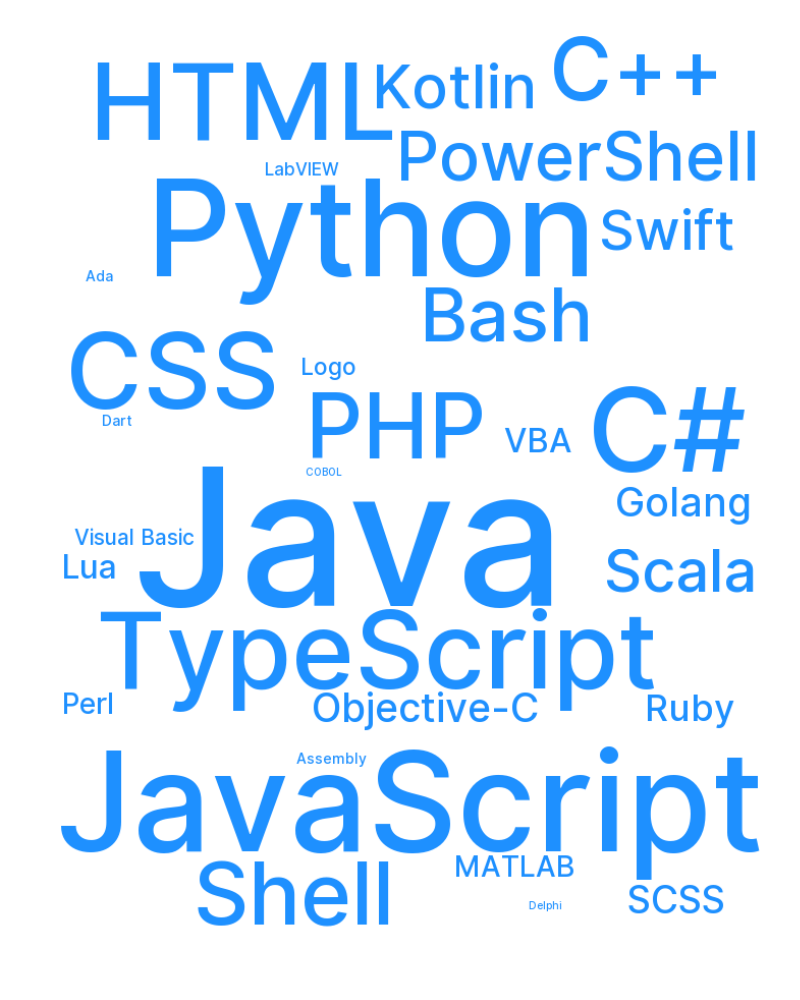 HTML
Kotlin
C++
PowerShell
LabVIEW
Python
Swift
Ada
Bash
CSS
Logo
PHP
C#
Dart
VBA
COBOL
Java
Golang
Visual Basic
Lua
Scala
TypeScript
Perl
Objective-C
Ruby
Assembly
JavaScript
Shell
MATLAB
SCSS
Delphi